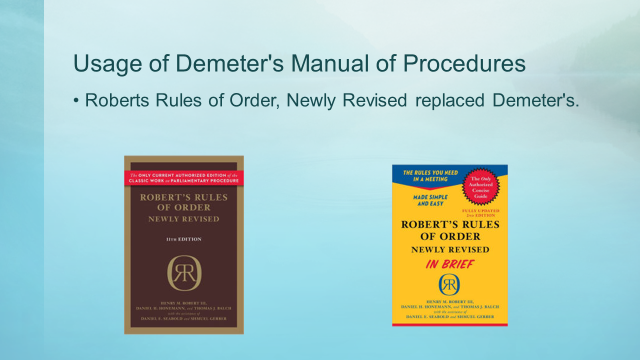 Usage of Demeter's Manual of Procedures
• Roberts Rules of Order, Newly Revised replaced Demeter's.
The ONLY CURRENT AUTHORIZED EDITION of the
CLASSIC WORK on PARLIAMENTARY PROCEDURE
ROBERT'S RULES
OF ORDER
NEWLY REVISED
11TH EDITION
HENRY M. ROBERT III,
DANIEL H. HONEMANN, AND THOMAS J. BALCH
with the assistance of
DANIEL E. SEABOLD AND SHMUEL GERBER
THE RULES YOU NEED
IN A MEETING
MADE SIMPLE
AND EASY
The Only
Authorized
Concise
Guide
FULLY UPDATED
2ND EDITION
ROBERT'S RULES
OF ORDER
NEWLY REVISED
IN BRIEF
HENRY M. ROBERT III,
DANIEL H. HONEMANN, AND THOMAS J. BALCH
with the assistance of
DANIEL E. SEABOLD AND SHMUEL GERBER